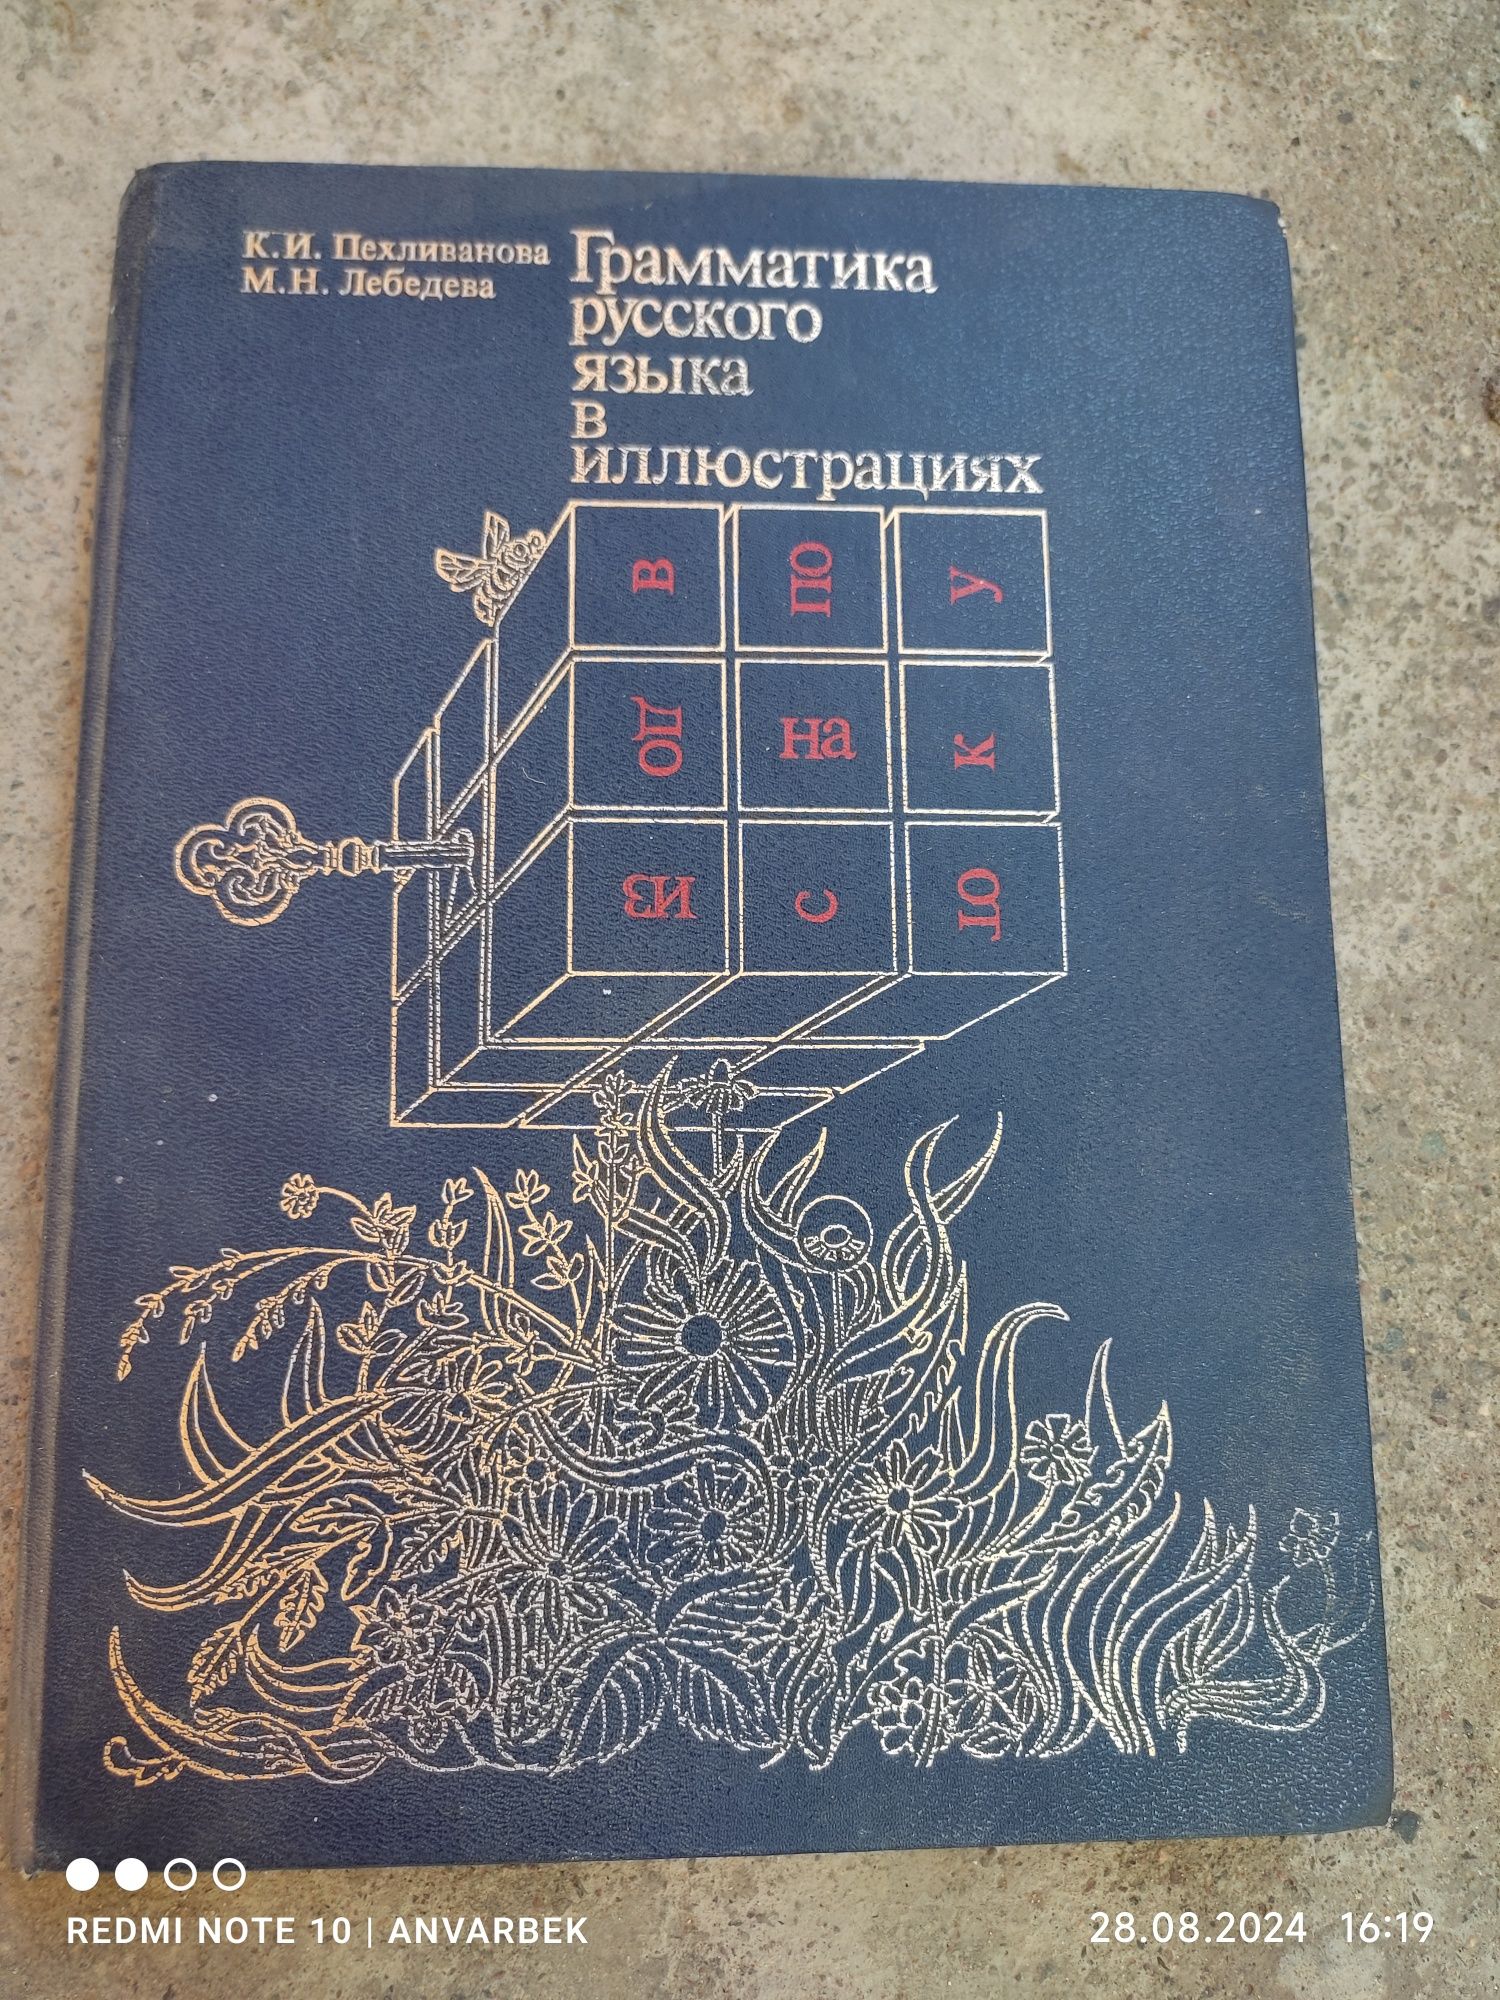 К.И. Пехливанова
М.Н. Лебедева
Грамматика
русского
языка
в
иллюстрациях
в по у
од на к
из с от
REDMI NOTE 10 | ANVARBEK
28.08.2024 16:19